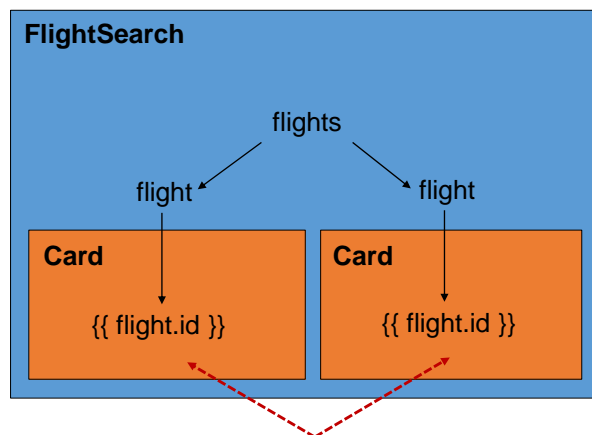 FlightSearch
flights
flight
flight
Card
Card
{{ flight.id }}
{{ flight.id }}